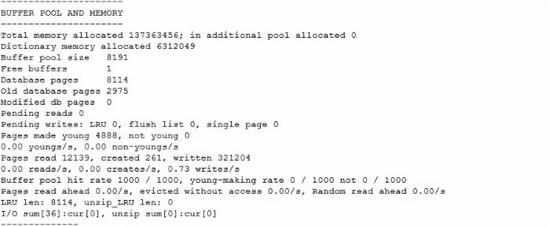 ----------------------
BUFFER POOL AND MEMORY
----------------------
Total memory allocated 137363456; in additional pool allocated 0
Dictionary memory allocated 6312049
Buffer pool size   8191
Free buffers       1
Database pages     8114
Old database pages 2975
Modified db pages  0
Pending reads 0
Pending writes: LRU 0, flush list 0, single page 0
Pages made young 4888, not young 0
0.00 youngs/s, 0.00 non-youngs/s
Pages read 12139, created 261, written 321204
0.00 reads/s, 0.00 creates/s, 0.73 writes/s
Buffer pool hit rate 1000 / 1000, young-making rate 0 / 1000 not 0 / 1000
Pages read ahead 0.00/s, evicted without access 0.00/s, Random read ahead 0.00/s
LRU len: 8114, unzip_LRU len: 0
I/O sum[36]:cur[0], unzip sum[0]:cur[0]
--------------